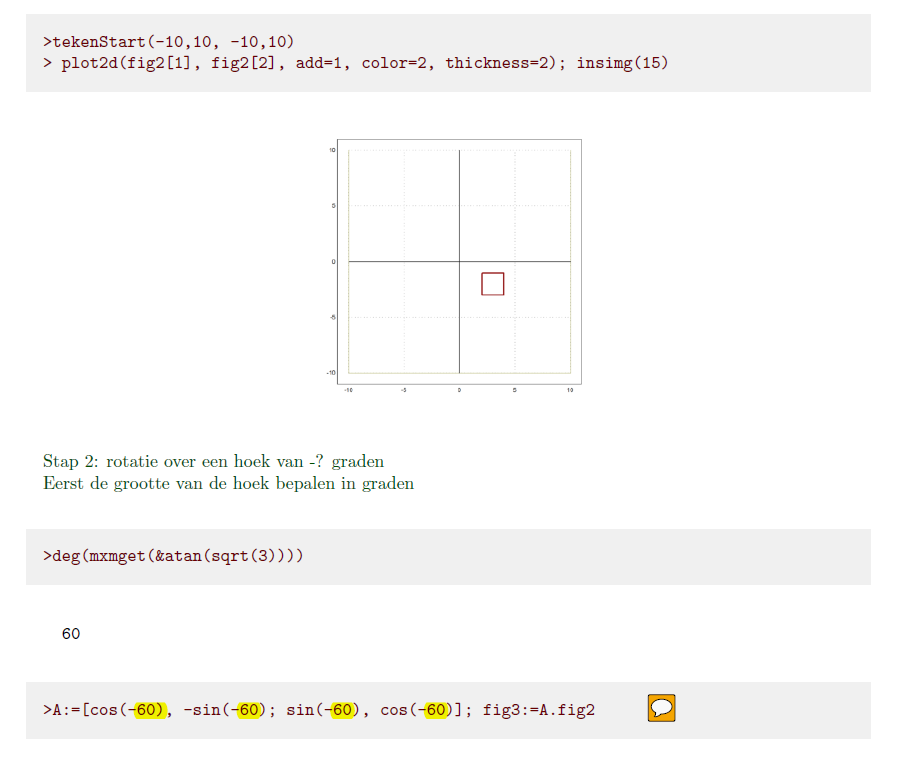 >tekenStart(-10,10, -10,10)
> plot2d(fig2[1], fig2[2], add=1, color=2, thickness=2); insimg(15)
10
5
0
-5
-10
-10 -5 0 5 10
Stap 2: rotatie over een hoek van -? graden
Eerst de grootte van de hoek bepalen in graden
>deg(mxmget(&atan(sqrt(3))))
60
>A:=[cos(-60), -sin(-60); sin(-60), cos(-60)]; fig3:=A.fig2